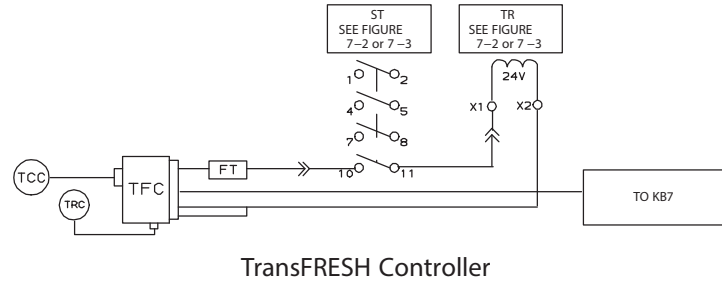 ST
SEE FIGURE
7–2 or 7 –3
TR
SEE FIGURE
7–2 or 7 –3
24V
1
2
4
5
X1
X2
7
8
10
11
FT
TCC
TFC
TRC
TO KB7
TransFRESH Controller